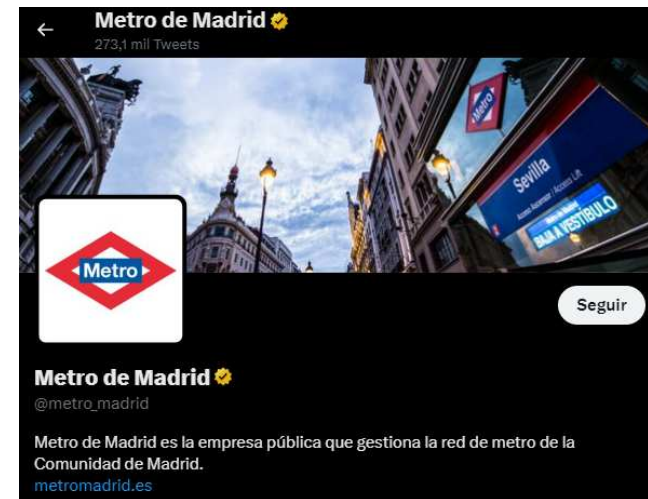 Metro de Madrid
273,1 mil Tweets
Metro
Sevilla
Acceso Ascensor / Access Lift
BAJA A VESTÍBULO
Metro
Seguir
Metro de Madrid
@metro_madrid
Metro de Madrid es la empresa pública que gestiona la red de metro de la
Comunidad de Madrid.
metromadrid.es